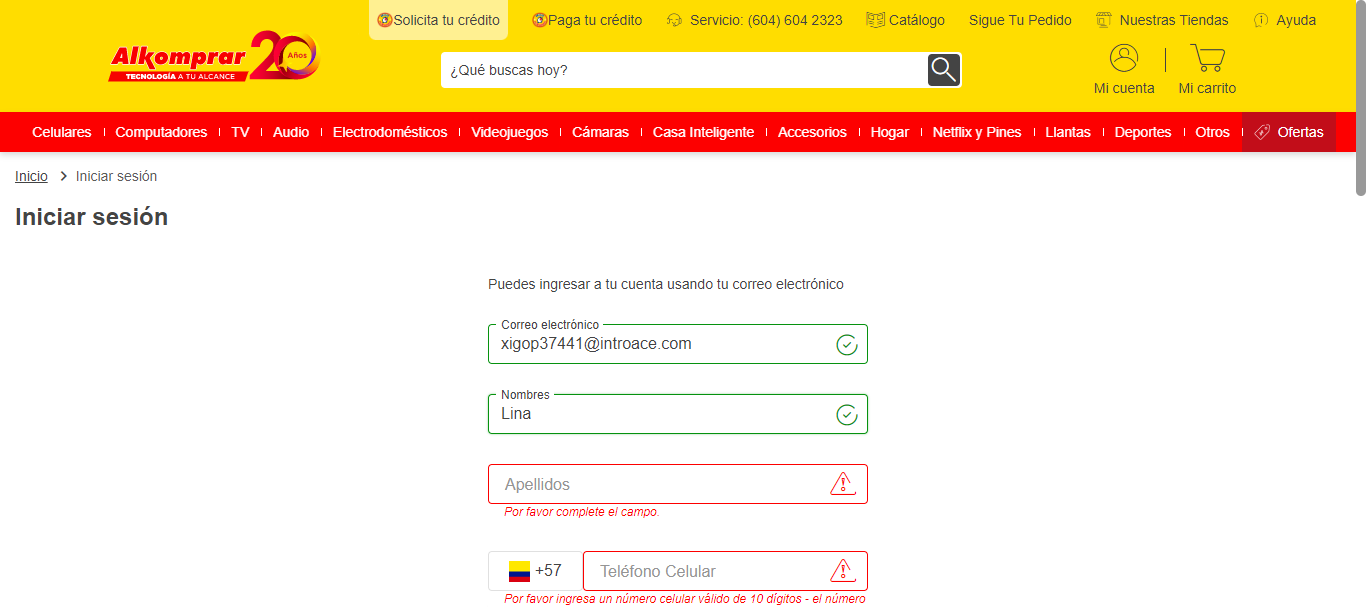 Solicita tu crédito Paga tu crédito Servicio: (604) 604 2323 Catálogo Sigue Tu Pedido Nuestras Tiendas Ayuda
Alkomprar 20 Años
TECNOLOGÍA A TU ALCANCE
¿Qué buscas hoy?
Mi cuenta Mi carrito
Celulares Computadores TV Audio Electrodomésticos Videojuegos Cámaras Casa Inteligente Accesorios Hogar Netflix y Pines Llantas Deportes Otros Ofertas
Inicio Iniciar sesión
Iniciar sesión
Puedes ingresar a tu cuenta usando tu correo electrónico
Correo electrónico
xigop37441@introace.com
Nombres
Lina
Apellidos
Por favor complete el campo.
+57 Teléfono Celular
Por favor ingresa un número celular válido de 10 dígitos - el número